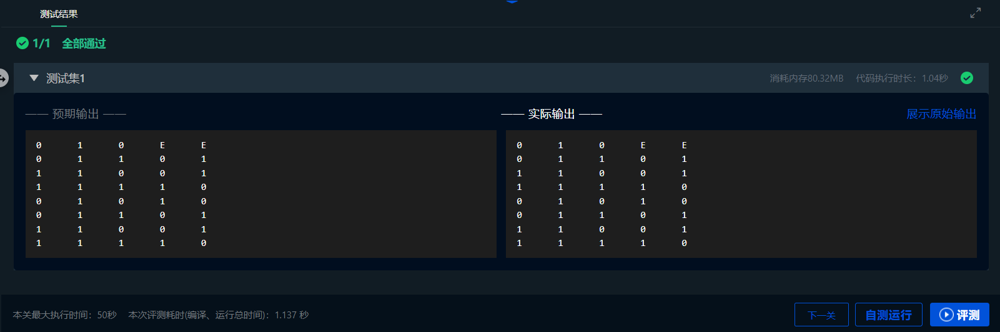 测试结果
1/1 全部通过
测试集1 消耗内存80.32MB 代码执行时长：1.04秒
—— 预期输出 —— —— 实际输出 —— 展示原始输出
0 1 0 E E 0 1 0 E E
0 1 1 0 1 0 1 1 0 1
1 1 0 0 1 1 1 0 0 1
1 1 1 1 0 1 1 1 1 0
0 1 0 1 0 0 1 0 1 0
0 1 1 0 1 0 1 1 0 1
1 1 0 0 1 1 1 0 0 1
1 1 1 1 0 1 1 1 1 0
本关最大执行时间：50秒 本次评测耗时(编译、运行总时间)：1.137 秒 下一关 自测运行 评测